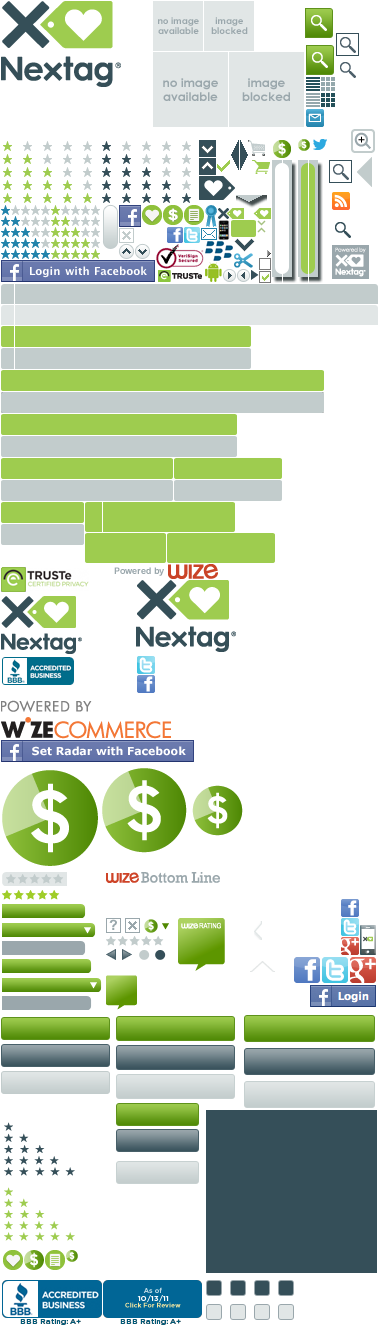 no image available
image blocked
Nextag®
no image available
image blocked
VeriSign Secured
Powered by
Nextag
f Login with Facebook
TRUSTe
TRUSTe
CERTIFIED PRIVACY
Powered by WIZE
Nextag®
Nextag®
BBB
ACCREDITED BUSINESS
POWERED BY
WIZECOMMERCE
f Set Radar with Facebook
$ $ $
WIZE Bottom Line
WIZE RATING
f Login
BBB
ACCREDITED BUSINESS
BBB Rating: A+
As of
10/13/11
Click For Review
BBB Rating: A+